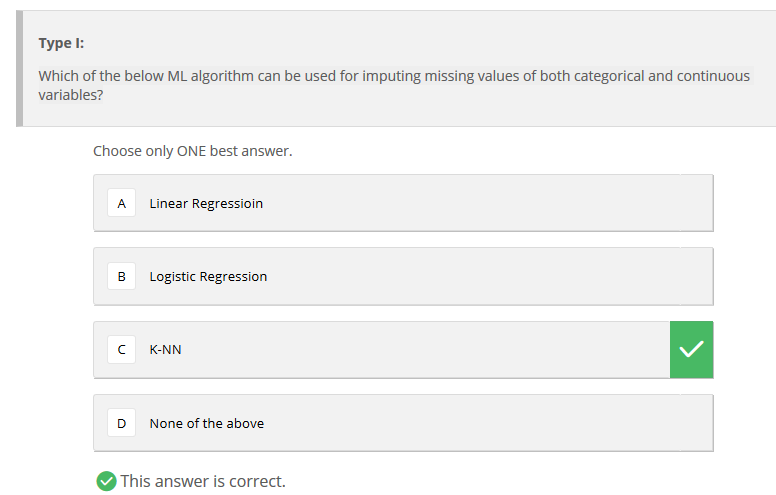 Type I:
Which of the below ML algorithm can be used for imputing missing values of both categorical and continuous
variables?
Choose only ONE best answer.
A Linear Regressioin
B Logistic Regression
C K-NN
D None of the above
This answer is correct.